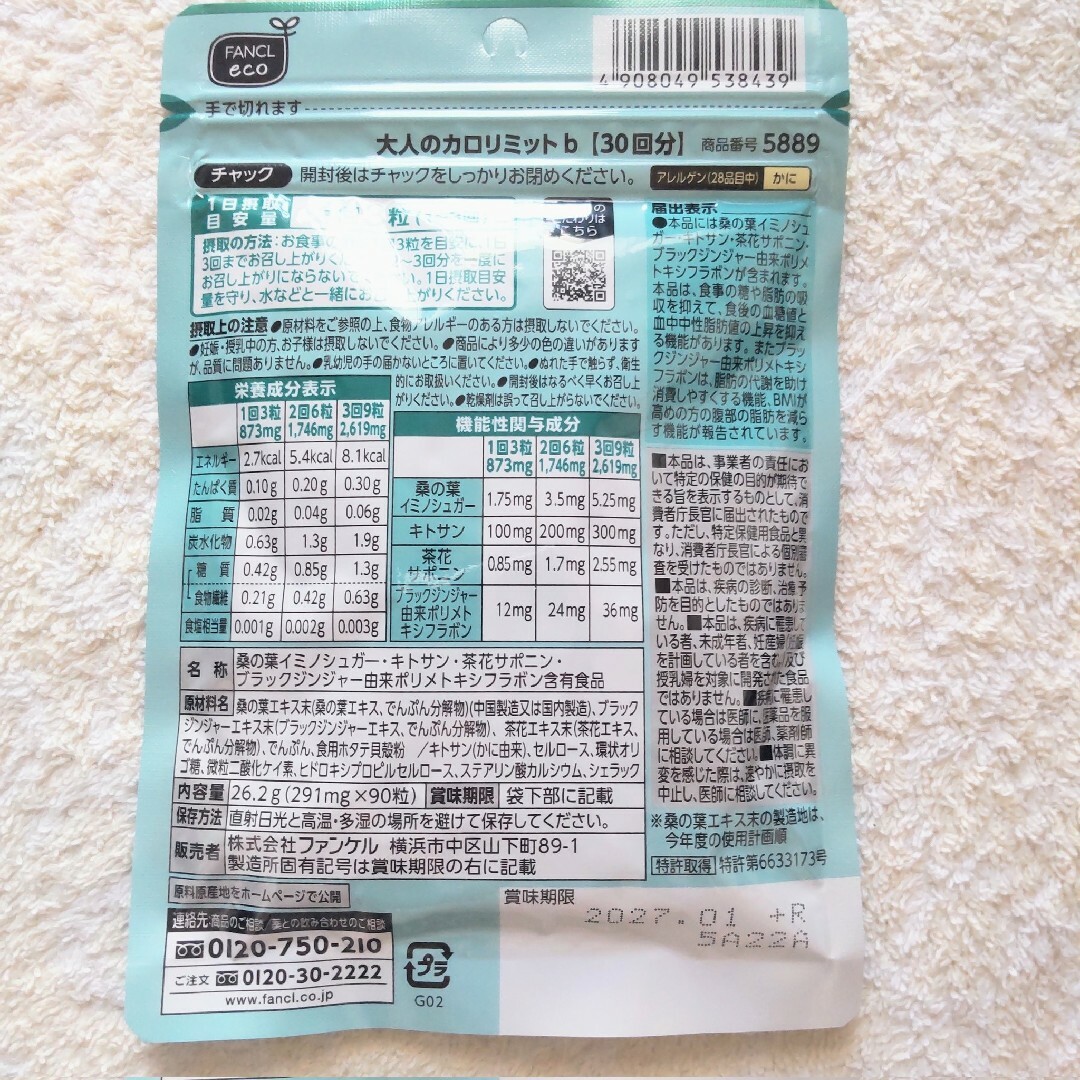 FANCL
eco
4 908049 538439
手で切れます
大人のカロリミットb【30回分】 商品番号 5889
チャック 開封後はチャックをしっかりお閉めください。
アレルゲン(28品目中) かに
1日摂取
目安量
摂取の方法:お食事の
3回までお召し上がりく
お召し上がりにならないで 。1日摂取目安
量を守り、水などと一緒にお召し上がりください。
こちら
摂取上の注意 ●原材料をご参照の上、食物アレルギーのある方は摂取しないでください。
●妊娠・授乳中の方、お子様は摂取しないでください。●商品により多少の色の違いがあります
が、品質に問題ありません。●乳幼児の手の届かないところに置いてください。●ぬれた手で触らず、衛生
的にお取扱いください。●開封後はなるべく早くお召し上
がりください。●乾燥剤は誤って召し上がらないでください。
栄養成分表示
1回3粒 2回6粒 3回9粒
873mg 1,746mg 2,619mg
エネルギー 2.7kcal 5.4kcal 8.1kcal
たんぱく質 0.10g 0.20g 0.30g
脂質 0.02g 0.04g 0.06g
炭水化物 0.63g 1.3g 1.9g
糖質 0.42g 0.85g 1.3g
食物繊維 0.21g 0.42g 0.63g
食塩相当量 0.001g 0.002g 0.003g
機能性関与成分
1回3粒 2回6粒 3回9粒
873mg 1,746mg 2,619mg
桑の葉
イミノシュガー 1.75mg 3.5mg 5.25mg
キトサン 100mg 200mg 300mg
茶花
サポニン 0.85mg 1.7mg 2.55mg
ブラックジンジャー
由来ポリメト
キシフラボン 12mg 24mg 36mg
届出表示
●本品には桑の葉イミノシュ
ガー・キトサン・茶花サポニン・
ブラックジンジャー由来ポリメ
トキシフラボンが含まれます。
本品は、食事の糖や脂肪の吸
収を抑えて、食後の血糖値と
血中中性脂肪値の上昇を抑え
る機能があります。またブラッ
クジンジャー由来ポリメトキシ
フラボンは、脂肪の代謝を助け
消費しやすくする機能、BMIが
高めの方の腹部の脂肪を減ら
す機能が報告されています。
■本品は、事業者の責任にお
いて特定の保健の目的が期待で
きる旨を表示するものとして、消
費者庁長官に届出されたもので
す。ただし、特定保健用食品と異
なり、消費者庁長官による個別審
査を受けたものではありません。
■本品は、疾病の診断、治療、予
防を目的としたものではありま
せん。■本品は、疾病に罹患して
いる者、未成年者、妊産婦(妊娠
を計画している者を含む。)及び
授乳婦を対象に開発された食品
ではありません。■疾病に罹患し
ている場合は医師に、医薬品を服
用している場合は医師、薬剤師
に相談してください。■体調に異
変を感じた際は、速やかに摂取を
中止し、医師に相談してください。
※桑の葉エキス末の製造地は、
今年度の使用計画順
特許取得 特許第6633173号
名称 桑の葉イミノシュガー・キトサン・茶花サポニン・
ブラックジンジャー由来ポリメトキシフラボン含有食品
原材料名 桑の葉エキス末(桑の葉エキス、でんぷん分解物)(中国製造又は国内製造)、ブラック
ジンジャーエキス末(ブラックジンジャーエキス、でんぷん分解物)、茶花エキス末(茶花エキス、
でんぷん分解物)、でんぷん、食用ホタテ貝殻粉 /キトサン(かに由来)、セルロース、環状オリ
ゴ糖、微粒二酸化ケイ素、ヒドロキシプロピルセルロース、ステアリン酸カルシウム、シェラック
内容量 26.2g(291mg×90粒) 賞味期限 袋下部に記載
保存方法 直射日光と高温・多湿の場所を避けて保存してください。
販売者 株式会社ファンケル 横浜市中区山下町89-1
製造所固有記号は賞味期限の右に記載
原料原産地をホームページで公開
連絡先・商品のご相談/薬との飲み合わせのご相談
0120-750-210
ご注文 0120-30-2222
www.fancl.co.jp
プラ
G02
賞味期限
2027.01 +R
5A22A